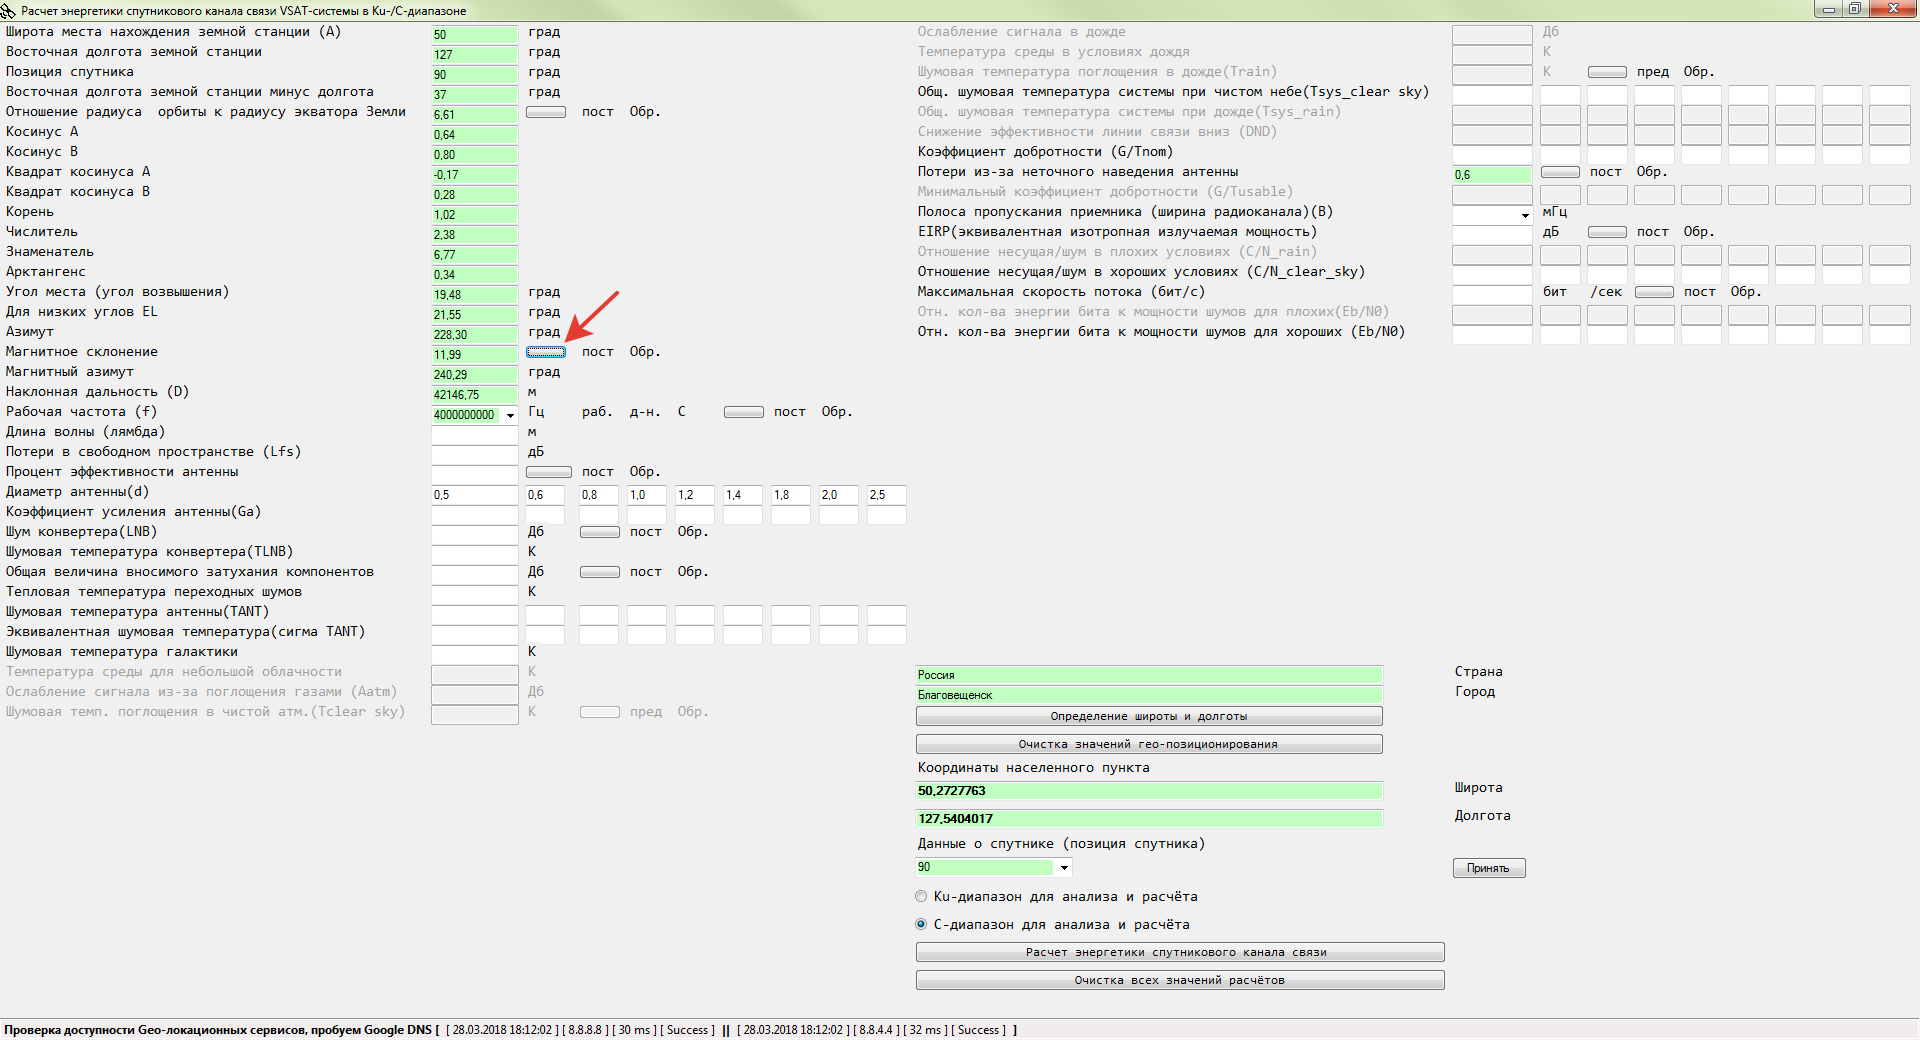 Расчет энергетики спутникового канала связи VSAT-системы в Ku-/C-диапазоне
Широта места нахождения земной станции (А) 50 град
Восточная долгота земной станции 127 град
Позиция спутника 90 град
Восточная долгота земной станции минус долгота 37 град
Отношение радиуса орбиты к радиусу экватора Земли 6,61 пост Обр.
Косинус А 0,64
Косинус В 0,80
Квадрат косинуса А -0,17
Квадрат косинуса В 0,28
Корень 1,02
Числитель 2,38
Знаменатель 6,77
Арктангенс 0,34
Угол места (угол возвышения) 19,48 град
Для низких углов EL 21,55 град
Азимут 228,30 град
Магнитное склонение 11,99 пост Обр.
Магнитный азимут 240,29 град
Наклонная дальность (D) 42146,75 м
Рабочая частота (f) 4000000000 Гц раб. д-н. С пост Обр.
Длина волны (лямбда) м
Потери в свободном пространстве (Lfs) дБ
Процент эффективности антенны пост Обр.
Диаметр антенны(d) 0,5 0,6 0,8 1,0 1,2 1,4 1,8 2,0 2,5
Коэффициент усиления антенны(Ga)
Шум конвертера(LNB) Дб пост Обр.
Шумовая температура конвертера(TLNB) К
Общая величина вносимого затухания компонентов Дб пост Обр.
Тепловая температура переходных шумов К
Шумовая температура антенны(TANT)
Эквивалентная шумовая температура(сигма TANT)
Шумовая температура галактики К
Температура среды для небольшой облачности К
Ослабление сигнала из-за поглощения газами (Aatm) Дб
Шумовая темп. поглощения в чистой атм.(Tclear sky) К пред Обр.
Ослабление сигнала в дожде Дб
Температура среды в условиях дождя К
Шумовая температура поглощения в дожде(Train) К пред Обр.
Общ. шумовая температура системы при чистом небе(Tsys_clear sky)
Общ. шумовая температура системы при дожде(Tsys_rain)
Снижение эффективности линии связи вниз (DND)
Коэффициент добротности (G/Tnom)
Потери из-за неточного наведения антенны 0,6 пост Обр.
Минимальный коэффициент добротности (G/Tusable)
Полоса пропускания приемника (ширина радиоканала)(В) мГц
EIRP(эквивалентная изотропная излучаемая мощность) дБ пост Обр.
Отношение несущая/шум в плохих условиях (C/N_rain)
Отношение несущая/шум в хороших условиях (C/N_clear_sky)
Максимальная скорость потока (бит/с) бит /сек пост Обр.
Отн. кол-ва энергии бита к мощности шумов для плохих(Eb/N0)
Отн. кол-ва энергии бита к мощности шумов для хороших (Eb/N0)
Россия Страна
Благовещенск Город
Определение широты и долготы
Очистка значений гео-позиционирования
Координаты населенного пункта
50,2727763 Широта
127,5404017 Долгота
Данные о спутнике (позиция спутника)
90 Принять
Ku-диапазон для анализа и расчёта
C-диапазон для анализа и расчёта
Расчет энергетики спутникового канала связи
Очистка всех значений расчётов
Проверка доступности Geo-локационных сервисов, пробуем Google DNS [ [ 28.03.2018 18:12:02 ] [ 8.8.8.8 ] [ 30 ms ] [ Success ] || [ 28.03.2018 18:12:02 ] [ 8.8.4.4 ] [ 32 ms ] [ Success ] ]